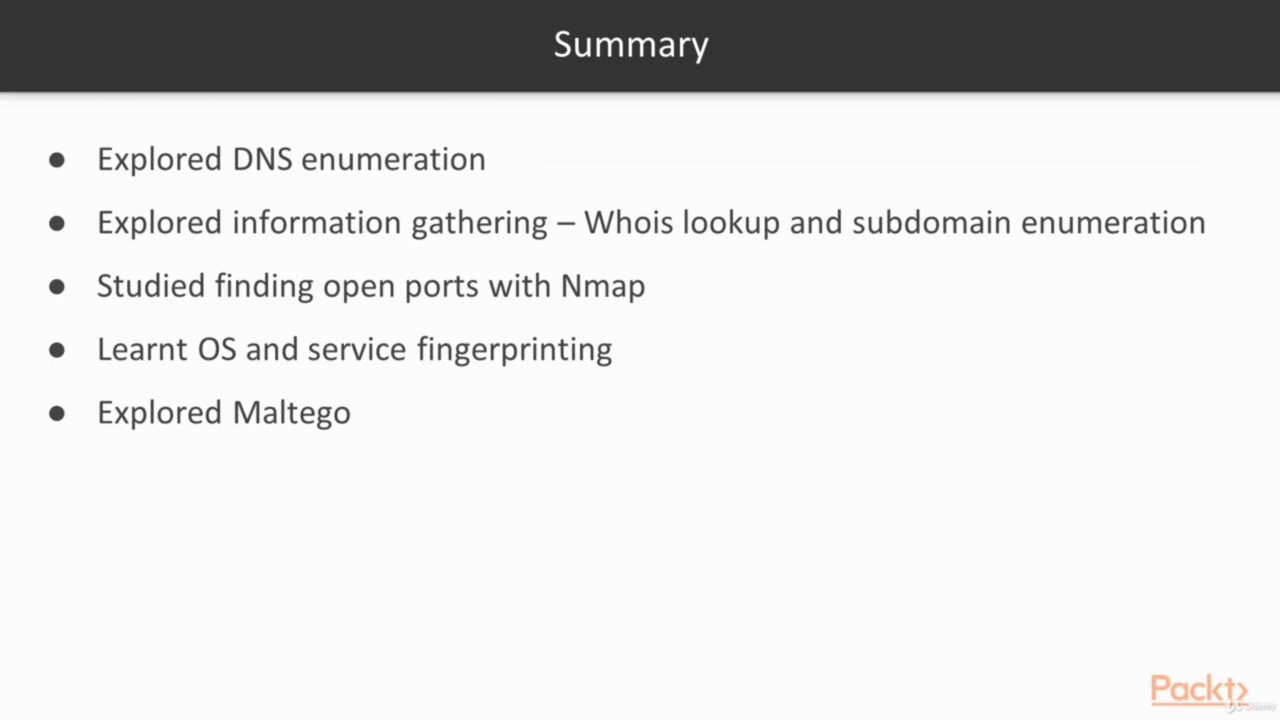 Summary
● Explored DNS enumeration
● Explored information gathering – Whois lookup and subdomain enumeration
● Studied finding open ports with Nmap
● Learnt OS and service fingerprinting
● Explored Maltego
Packt>
Udemy